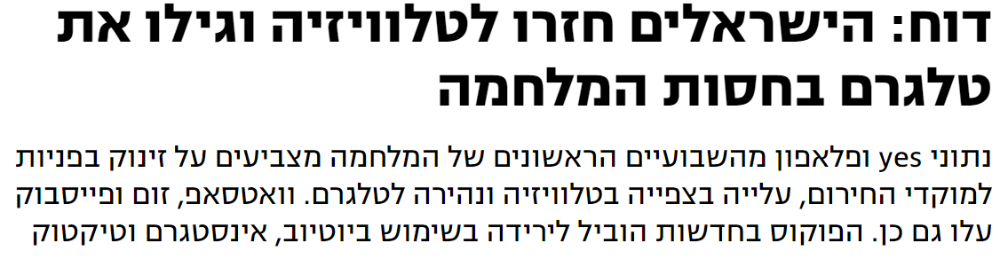 דוח: הישראלים חזרו לטלוויזיה וגילו את
טלגרם בחסות המלחמה
נתוני yes ופלאפון מהשבועיים הראשונים של המלחמה מצביעים על זינוק בפניות
למוקדי החירום, עלייה בצפייה בטלוויזיה ונהירה לטלגרם. וואטסאפ, זום ופייסבוק
עלו גם כן. הפוקוס בחדשות הוביל לירידה בשימוש ביוטיוב, אינסטגרם וטיקטוק